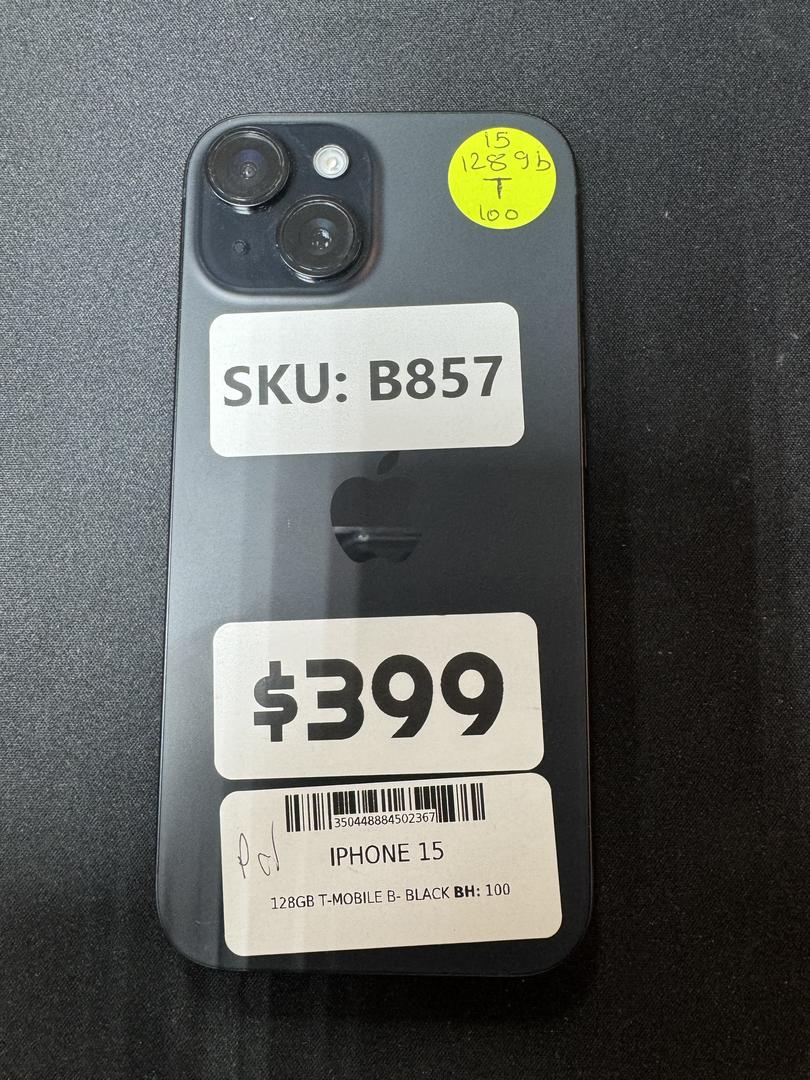 15
128gb
T
100
SKU: B857
$399
350448884502367
IPHONE 15
128GB T-MOBILE B- BLACK BH: 100